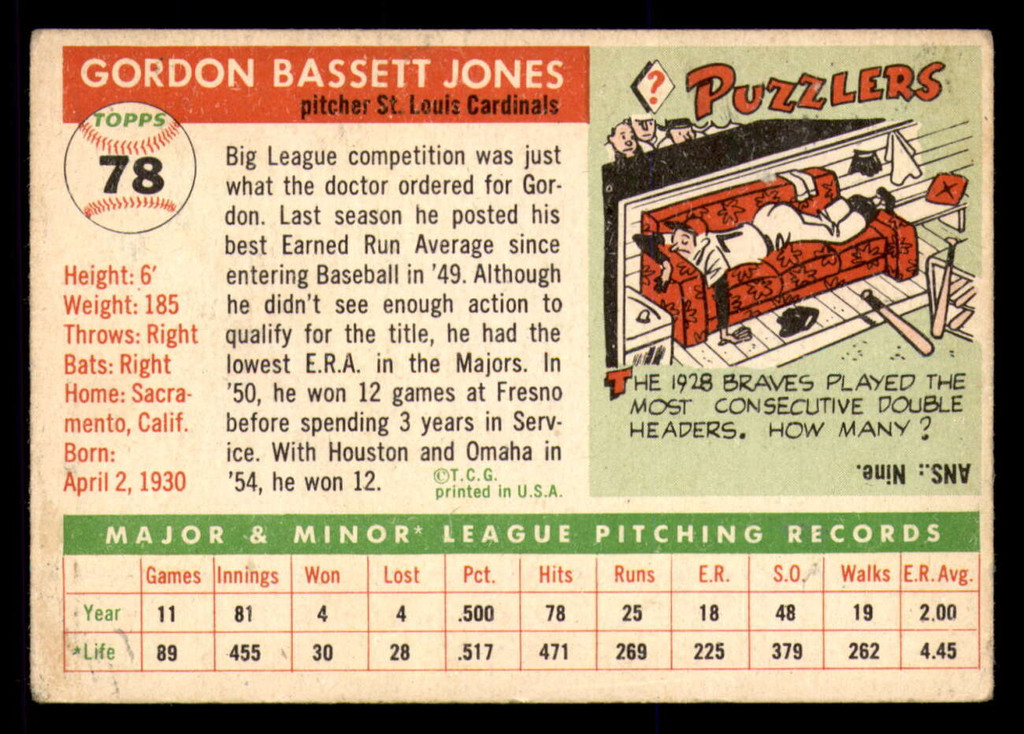 GORDON BASSETT JONES
pitcher St. Louis Cardinals
TOPPS
78
Height: 6'
Weight: 185
Throws: Right
Bats: Right
Home: Sacra-
mento, Calif.
Born:
April 2, 1930
Big League competition was just
what the doctor ordered for Gor-
don. Last season he posted his
best Earned Run Average since
entering Baseball in '49. Although
he didn't see enough action to
qualify for the title, he had the
lowest E.R.A. in the Majors. In
'50, he won 12 games at Fresno
before spending 3 years in Serv-
ice. With Houston and Omaha in
'54, he won 12.
©T.C.G.
printed in U.S.A.
?
PUZZLERS
THE 1928 BRAVES PLAYED THE
MOST CONSECUTIVE DOUBLE
HEADERS. HOW MANY?
ANS.: Nine.
MAJOR & MINOR* LEAGUE PITCHING RECORDS
Games Innings Won Lost Pct. Hits Runs E.R. S.O. Walks E.R.Avg.
Year 11 81 4 4 .500 78 25 18 48 19 2.00
*Life 89 455 30 28 .517 471 269 225 379 262 4.45